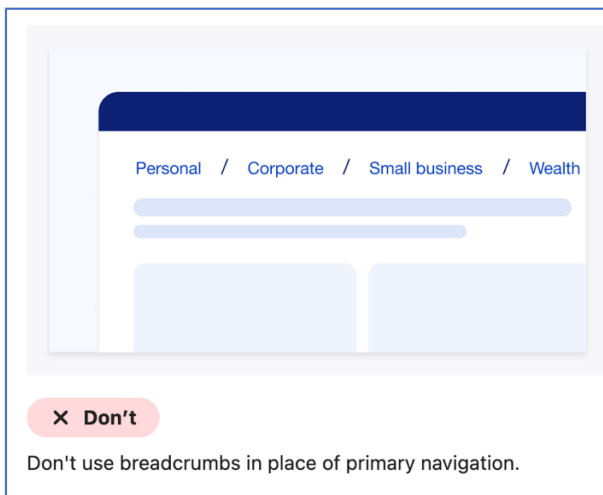 Personal / Corporate / Small business / Wealth
✕ Don’t
Don't use breadcrumbs in place of primary navigation.